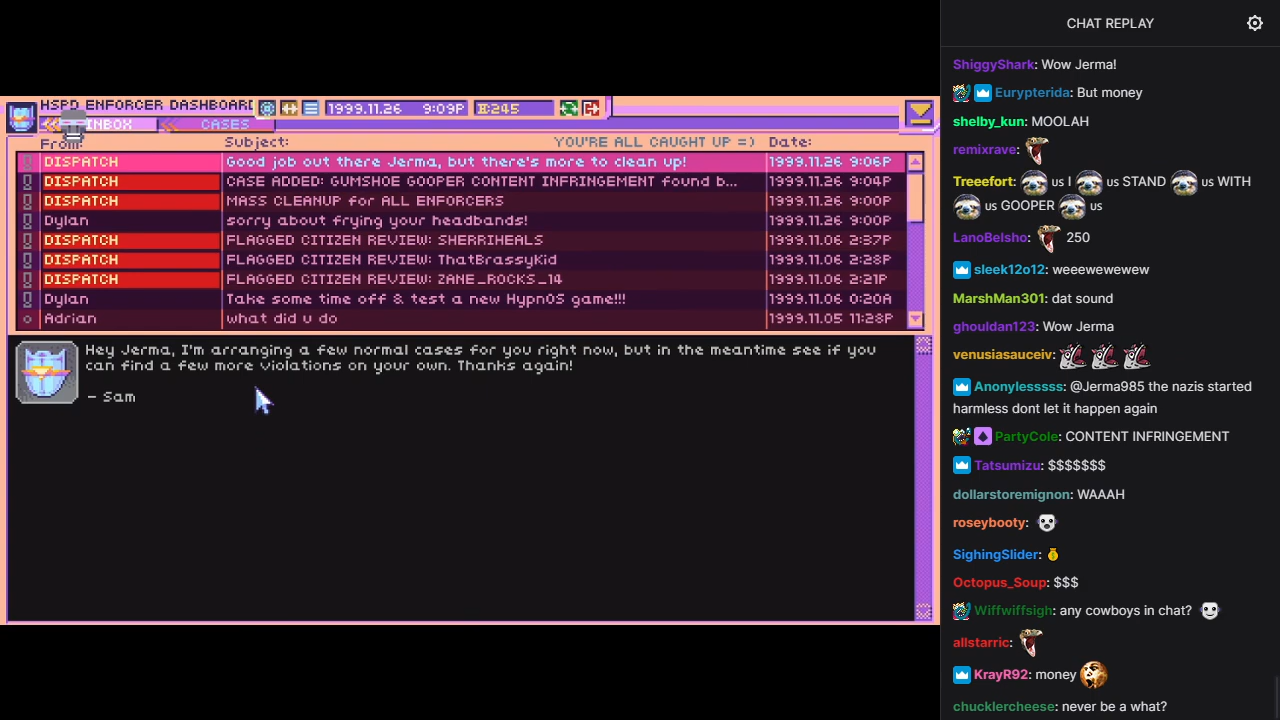 HSPD ENFORCER DASHBOARD
1999.11.26 9:09P
245
INBOX
CASES
From:
Subject:
YOU'RE ALL CAUGHT UP =)
Date:
DISPATCH Good job out there Jerma, but there's more to clean up! 1999.11.26 9:06P
DISPATCH CASE ADDED: GUMSHOE GOOPER CONTENT INFRINGEMENT found b... 1999.11.26 9:04P
DISPATCH MASS CLEANUP for ALL ENFORCERS 1999.11.26 9:00P
Dylan sorry about frying your headbands! 1999.11.26 9:00P
DISPATCH FLAGGED CITIZEN REVIEW: SHERRIHEALS 1999.11.06 2:37P
DISPATCH FLAGGED CITIZEN REVIEW: ThatBrassyKid 1999.11.06 2:28P
DISPATCH FLAGGED CITIZEN REVIEW: ZANE_ROCKS_14 1999.11.06 2:21P
Dylan Take some time off & test a new HypnOS game!!! 1999.11.06 0:20A
Adrian what did u do 1999.11.05 11:28P
Hey Jerma, I'm arranging a few normal cases for you right now, but in the meantime see if you
can find a few more violations on your own. Thanks again!
- Sam
CHAT REPLAY
ShiggyShark: Wow Jerma!
Eurypterida: But money
shelby_kun: MOOLAH
remixrave:
Treeefort: us I us STAND us WITH
us GOOPER us
LanoBelsho: 250
sleek12o12: weeewewewew
MarshMan301: dat sound
ghouldan123: Wow Jerma
venusiasauceiv:
Anonylesssss: @Jerma985 the nazis started
harmless dont let it happen again
PartyCole: CONTENT INFRINGEMENT
Tatsumizu: $$$$$$$
dollarstoremignon: WAAAH
roseybooty:
SighingSlider:
Octopus_Soup: $$$
Wiffwiffsigh: any cowboys in chat?
allstarric:
KrayR92: money
chucklercheese: never be a what?